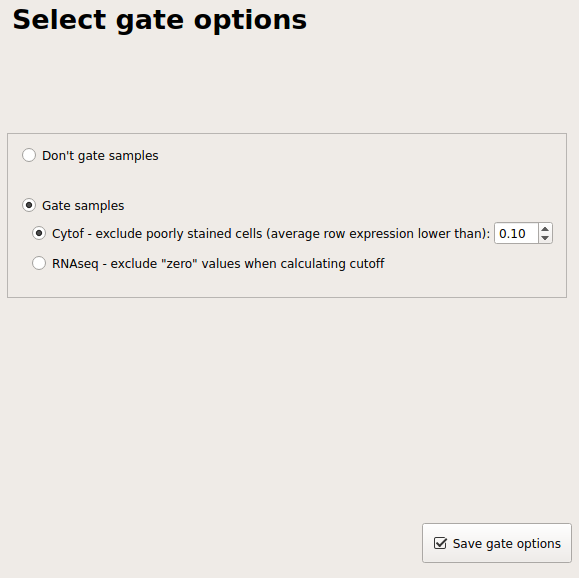 Select gate options
Don't gate samples
Gate samples
Cytof - exclude poorly stained cells (average row expression lower than): 0.10
RNAseq - exclude "zero" values when calculating cutoff
Save gate options